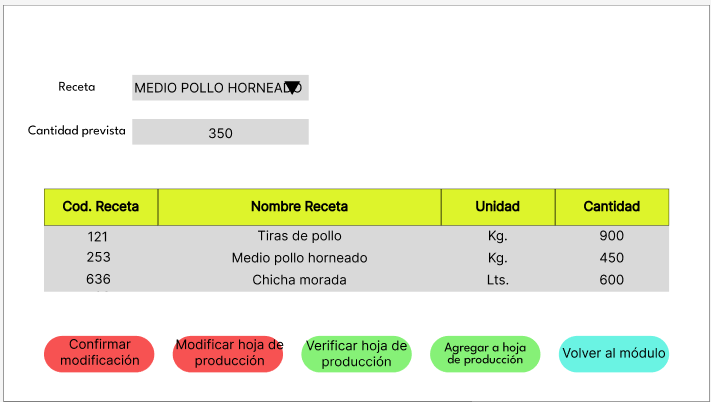 Receta MEDIO POLLO HORNEADO
Cantidad prevista 350
Cod. Receta Nombre Receta Unidad Cantidad
121 Tiras de pollo Kg. 900
253 Medio pollo horneado Kg. 450
636 Chicha morada Lts. 600
Confirmar
modificación
Modificar hoja de
producción
Verificar hoja de
producción
Agregar a hoja
de producción
Volver al módulo